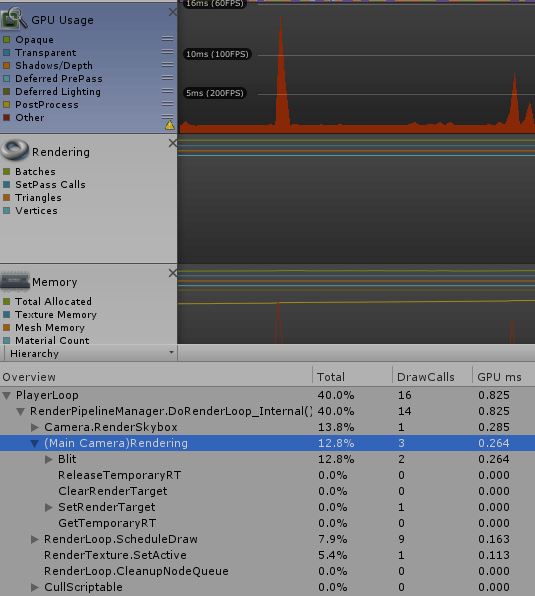 16ms (60FPS)
GPU Usage
Opaque
Transparent
10ms (100FPS)
Shadows/Depth
Deferred PrePass
Deferred Lighting
5ms (200FPS)
PostProcess
Other
Rendering
Batches
SetPass Calls
Triangles
Vertices
Memory
Total Allocated
Texture Memory
Mesh Memory
Material Count
Hierarchy
Overview Total DrawCalls GPU ms
PlayerLoop 40.0% 16 0.825
RenderPipelineManager.DoRenderLoop_Internal() 40.0% 14 0.825
Camera.RenderSkybox 13.8% 1 0.285
(Main Camera)Rendering 12.8% 3 0.264
Blit 12.8% 2 0.264
ReleaseTemporaryRT 0.0% 0 0.000
ClearRenderTarget 0.0% 0 0.000
SetRenderTarget 0.0% 1 0.000
GetTemporaryRT 0.0% 0 0.000
RenderLoop.ScheduleDraw 7.9% 9 0.163
RenderTexture.SetActive 5.4% 1 0.113
RenderLoop.CleanupNodeQueue 0.0% 0 0.000
CullScriptable 0.0% 0 0.000